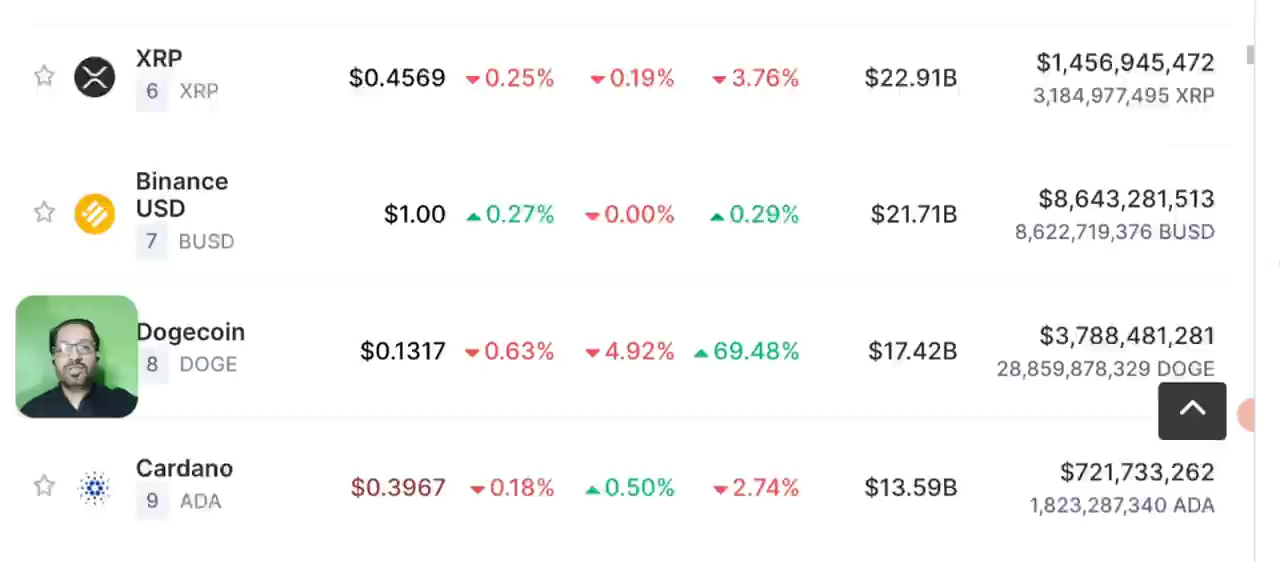 XRP
6 XRP
$0.4569 0.25% 0.19% 3.76% $22.91B $1,456,945,472
3,184,977,495 XRP
Binance
USD
7 BUSD
$1.00 0.27% 0.00% 0.29% $21.71B $8,643,281,513
8,622,719,376 BUSD
Dogecoin
8 DOGE
$0.1317 0.63% 4.92% 69.48% $17.42B $3,788,481,281
28,859,878,329 DOGE
Cardano
9 ADA
$0.3967 0.18% 0.50% 2.74% $13.59B $721,733,262
1,823,287,340 ADA